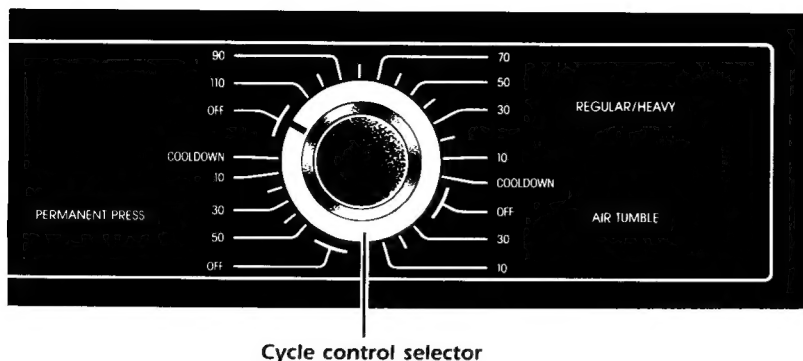 90
110
OFF
COOLDOWN
10
30
50
OFF
PERMANENT PRESS
70
50
30
10
COOLDOWN
OFF
30
10
REGULAR/HEAVY
AIR TUMBLE
Cycle control selector